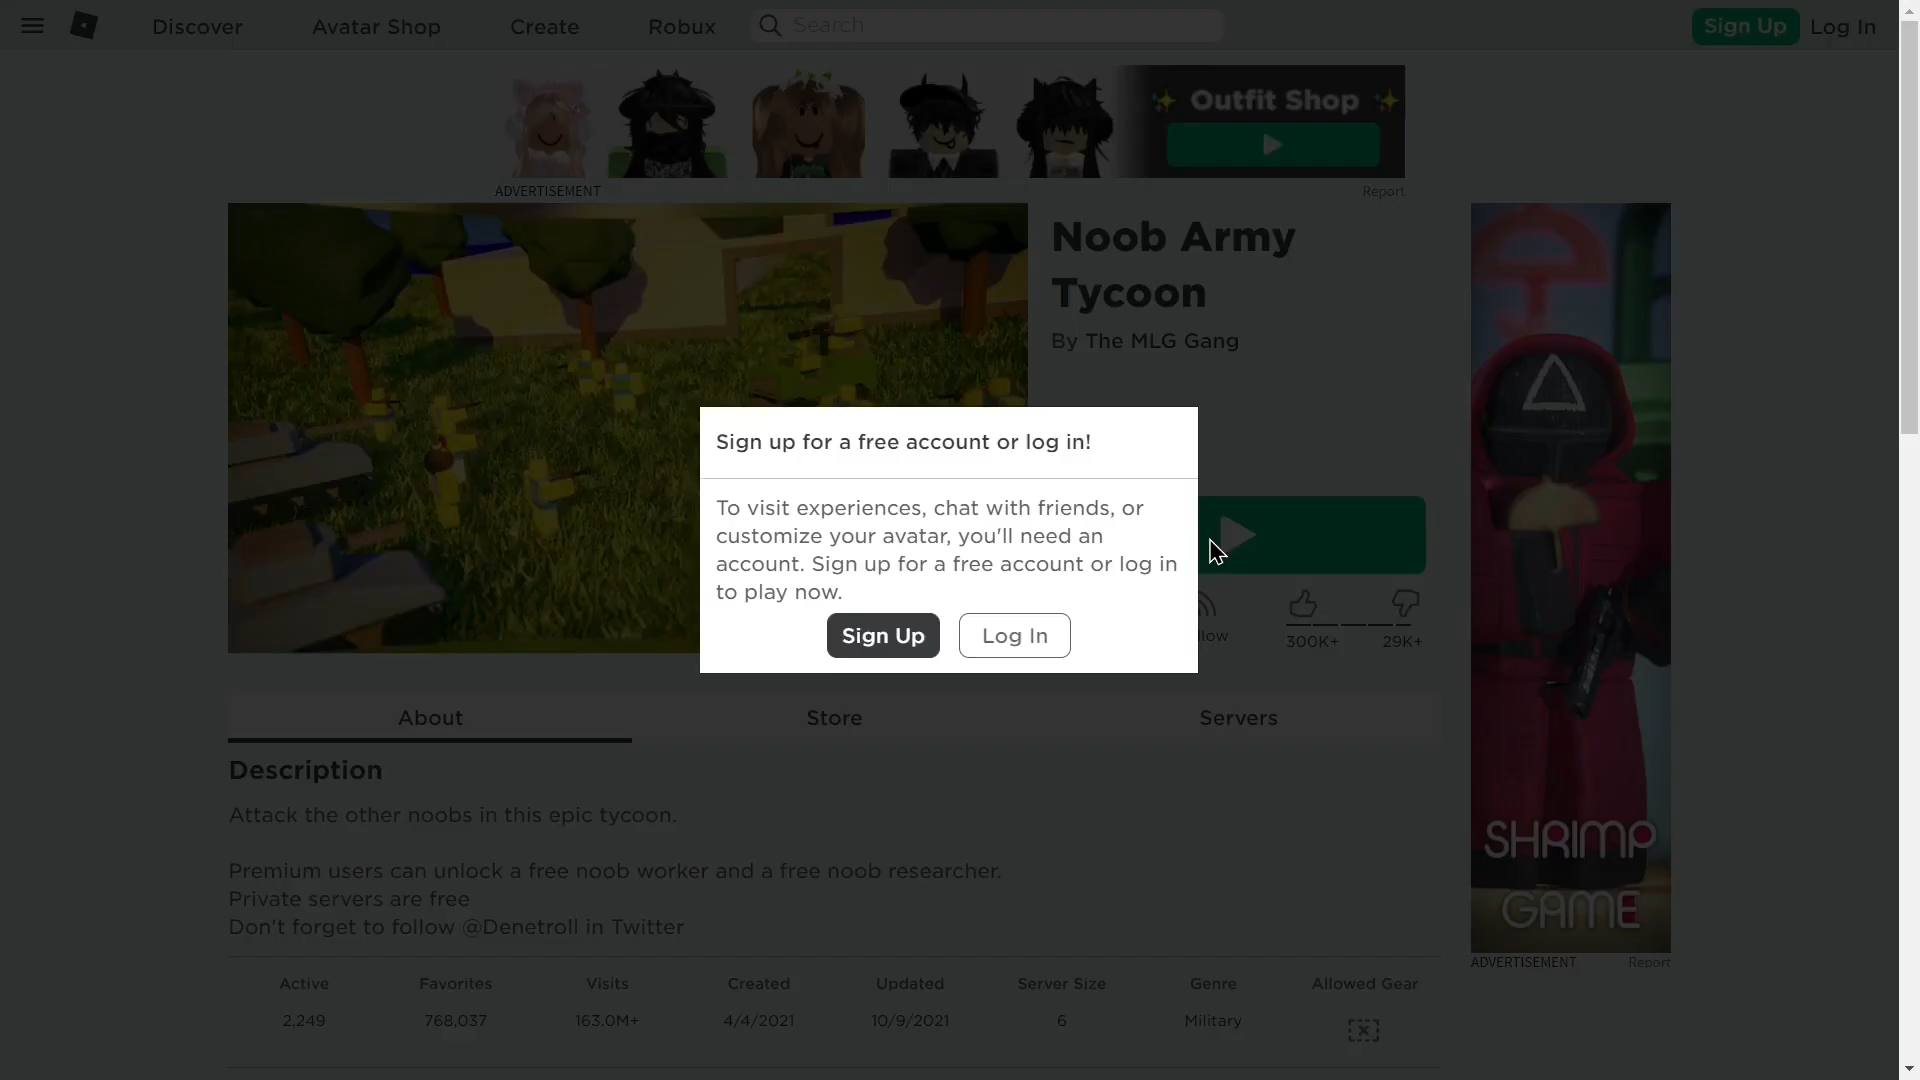 Discover
Avatar Shop
Create
Robux
Search
Sign Up
Log In
Outfit Shop
ADVERTISEMENT
Report
Noob Army
Tycoon
By The MLG Gang
Sign up for a free account or log in!
To visit experiences, chat with friends, or
customize your avatar, you'll need an
account. Sign up for a free account or log in
to play now.
Sign Up
Log In
llow
300K+
29K+
About
Store
Servers
Description
Attack the other noobs in this epic tycoon.
Premium users can unlock a free noob worker and a free noob researcher.
Private servers are free
Don't forget to follow @Denetroll in Twitter
SHRIMP
GAME
ADVERTISEMENT
Report
Active
Favorites
Visits
Created
Updated
Server Size
Genre
Allowed Gear
2,249
768,037
163.0M+
4/4/2021
10/9/2021
6
Military